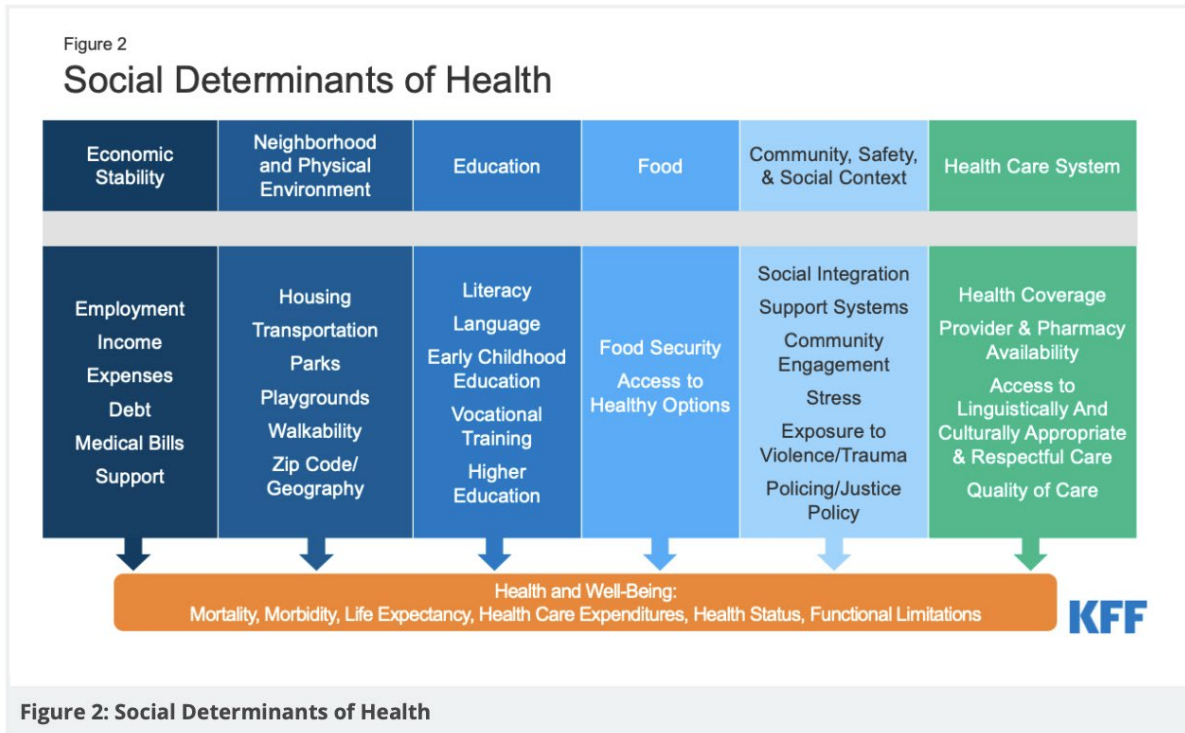 Figure 2
Social Determinants of Health
Economic
Stability
Neighborhood
and Physical
Environment
Education
Food
Community, Safety,
& Social Context
Health Care System
Employment
Income
Expenses
Debt
Medical Bills
Support
Housing
Transportation
Parks
Playgrounds
Walkability
Zip Code/
Geography
Literacy
Language
Early Childhood
Education
Vocational
Training
Higher
Education
Food Security
Access to
Healthy Options
Social Integration
Support Systems
Community
Engagement
Stress
Exposure to
Violence/Trauma
Policing/Justice
Policy
Health Coverage
Provider & Pharmacy
Availability
Access to
Linguistically And
Culturally Appropriate
& Respectful Care
Quality of Care
Health and Well-Being:
Mortality, Morbidity, Life Expectancy, Health Care Expenditures, Health Status, Functional Limitations
KFF
Figure 2: Social Determinants of Health